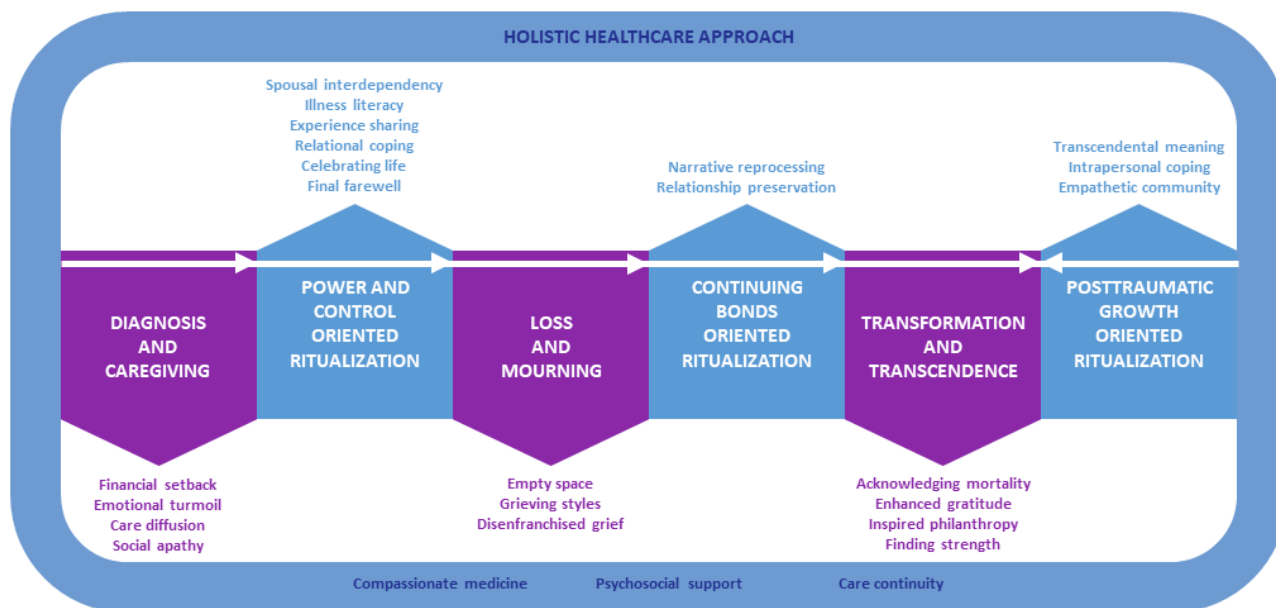 HOLISTIC HEALTHCARE APPROACH
Spousal interdependency
Illness literacy
Experience sharing
Relational coping
Celebrating life
Final farewell
Narrative reprocessing
Relationship preservation
Transcendental meaning
Intrapersonal coping
Empathetic community
DIAGNOSIS
AND
CAREGIVING
POWER AND
CONTROL
ORIENTED
RITUALIZATION
LOSS
AND
MOURNING
CONTINUING
BONDS
ORIENTED
RITUALIZATION
TRANSFORMATION
AND
TRANSCENDENCE
POSTTRAUMATIC
GROWTH
ORIENTED
RITUALIZATION
Financial setback
Emotional turmoil
Care diffusion
Social apathy
Empty space
Grieving styles
Disenfranchised grief
Acknowledging mortality
Enhanced gratitude
Inspired philanthropy
Finding strength
Compassionate medicine Psychosocial support Care continuity